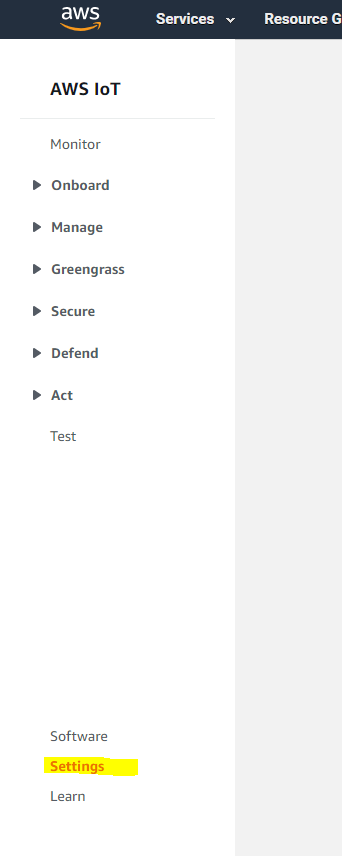 aws Services Resource G
AWS IoT
Monitor
Onboard
Manage
Greengrass
Secure
Defend
Act
Test
Software
Settings
Learn